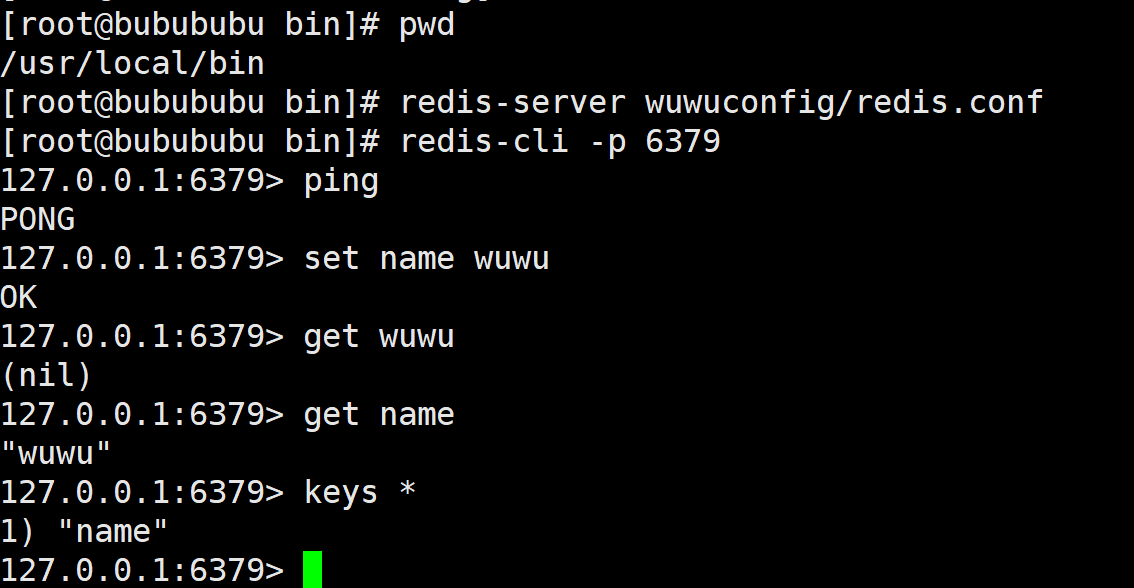 [root@bubububu bin]# pwd
/usr/local/bin
[root@bubububu bin]# redis-server wuwuconfig/redis.conf
[root@bubububu bin]# redis-cli -p 6379
127.0.0.1:6379> ping
PONG
127.0.0.1:6379> set name wuwu
OK
127.0.0.1:6379> get wuwu
(nil)
127.0.0.1:6379> get name
"wuwu"
127.0.0.1:6379> keys *
1) "name"
127.0.0.1:6379>